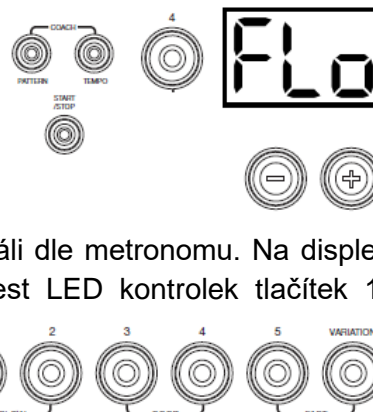 4
COACH
PATTERN TEMPO
FLo
START
/STOP
áli dle metronomu. Na disple
est LED kontrolek tlačítek 1
2 3 4 5 VARIATION